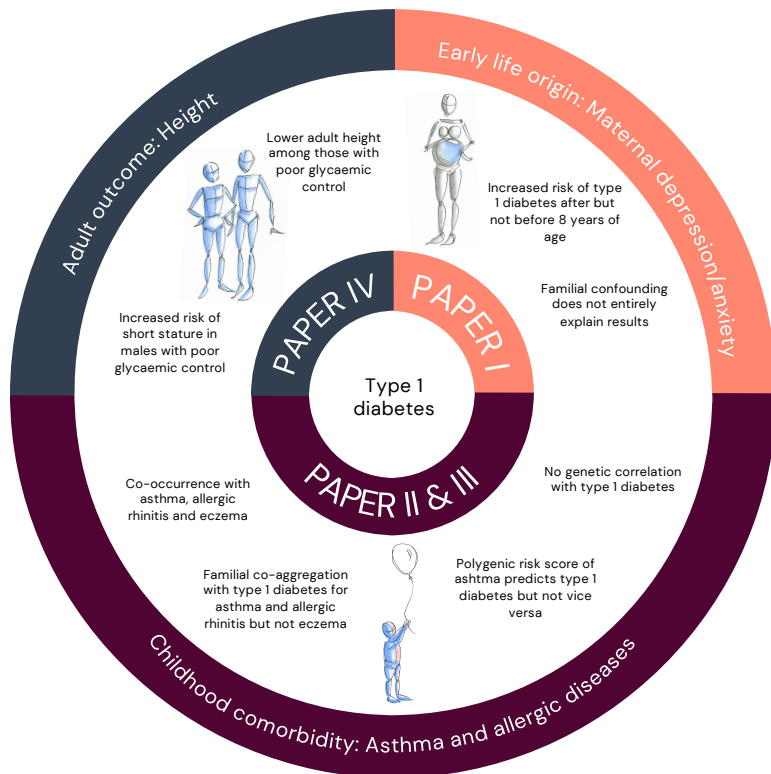 Early life origin: Maternal depression/anxiety
Adult outcome: Height
Lower adult height
among those with
poor glycaemic
control
Increased risk of type
1 diabetes after but
not before 8 years of
age
Familial confounding
does not entirely
explain results
Increased risk of
short stature in
males with poor
glycaemic control
PAPER IV
PAPER I
Type 1
diabetes
PAPER II & III
Co-occurrence with
asthma, allergic
rhinitis and eczema
No genetic correlation
with type 1 diabetes
Familial co-aggregation
with type 1 diabetes for
asthma and allergic
rhinitis but not eczema
Polygenic risk score of
ashtma predicts type 1
diabetes but not vice
versa
Childhood comorbidity: Asthma and allergic diseases